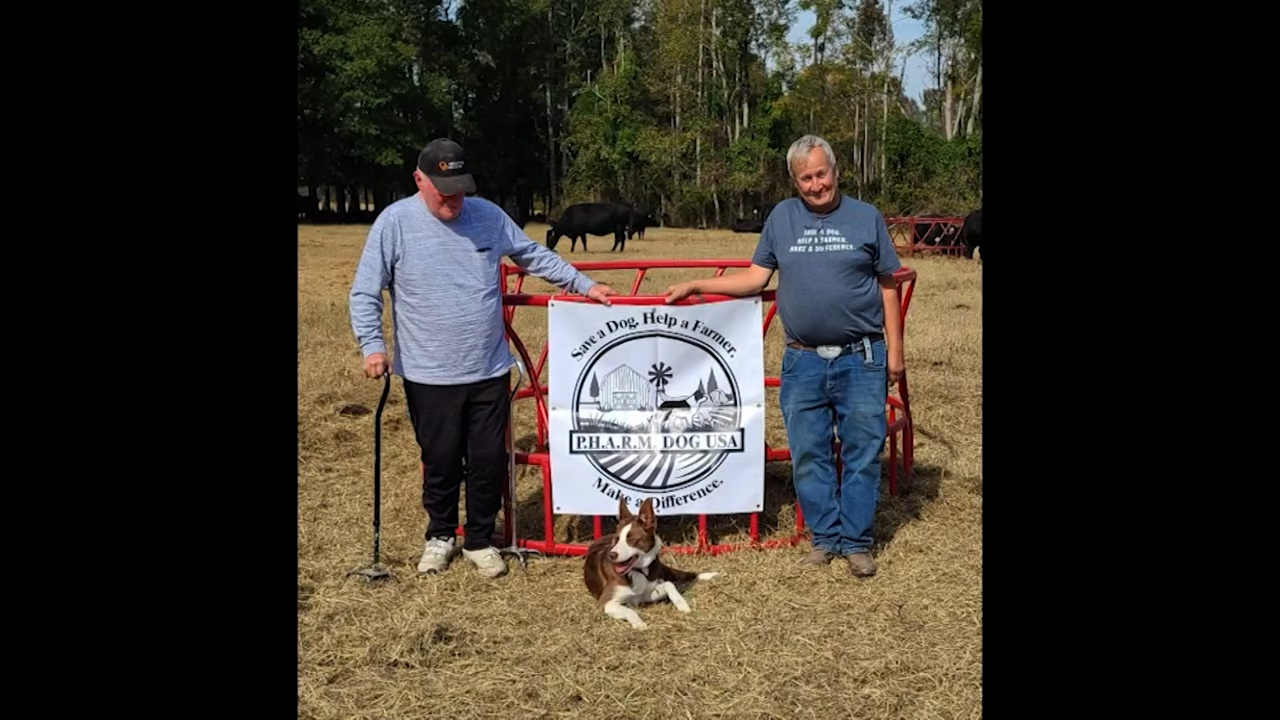 SAVE A DOG.
HELP A FARMER.
MAKE A DIFFERENCE.
Save a Dog. Help a Farmer.
P.H.A.R.M. DOG USA
Make a Difference.